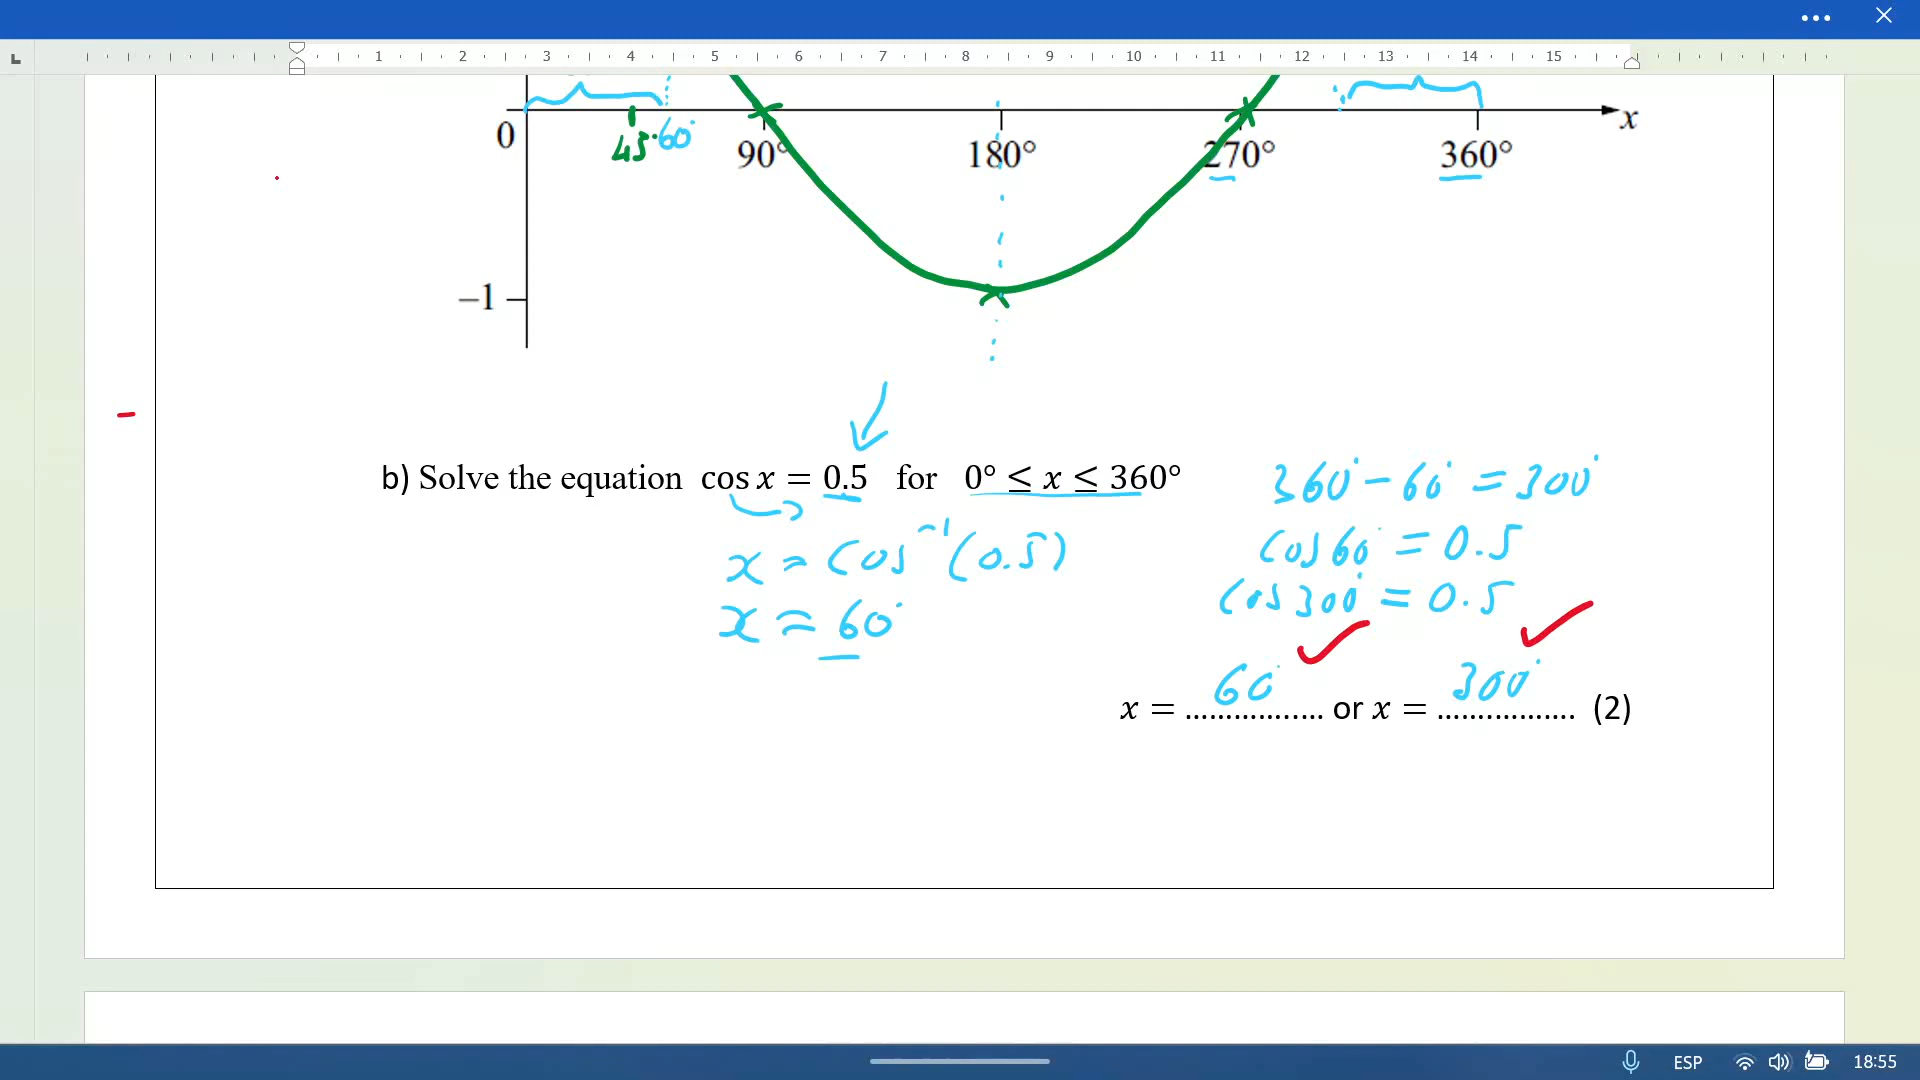 1 2 3 4 5 6 7 8 9 10 11 12 13 14 15
0 45° 60° 90° 180° 270° 360° x
−1
b) Solve the equation cos x = 0.5 for 0° ≤ x ≤ 360°
360° − 60° = 300°
x = cos⁻¹(0.5)
cos 60° = 0.5
x = 60°
cos 300° = 0.5
x = 60° or x = 300° (2)
ESP 18:55